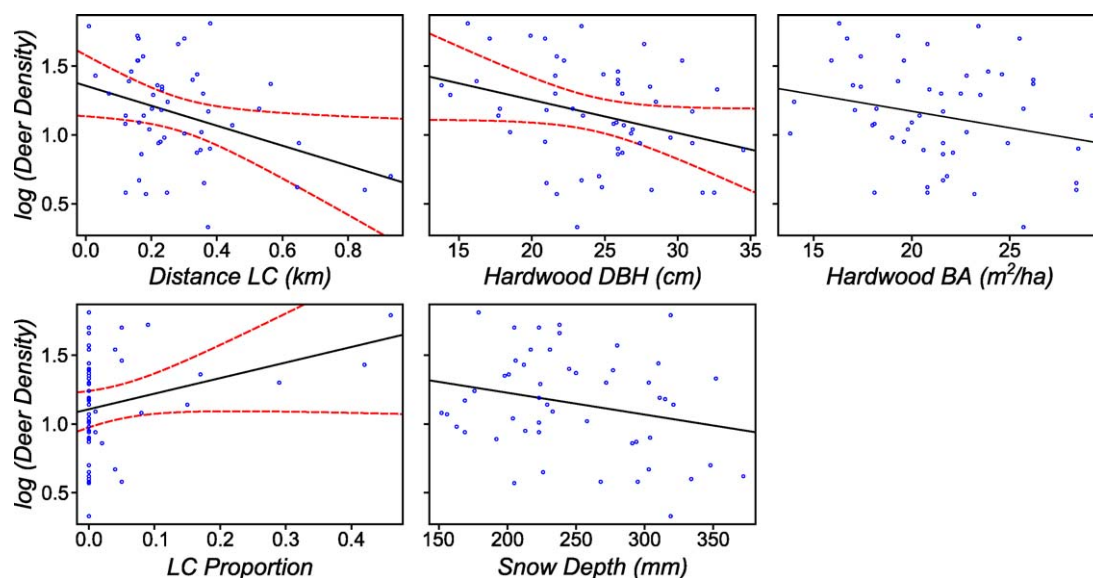 log (Deer Density)
1.5
1.0
0.5
0.0 0.2 0.4 0.6 0.8
Distance LC (km)
15 20 25 30 35
Hardwood DBH (cm)
15 20 25
Hardwood BA (m²/ha)
log (Deer Density)
1.5
1.0
0.5
0.0 0.1 0.2 0.3 0.4
LC Proportion
150 200 250 300 350
Snow Depth (mm)